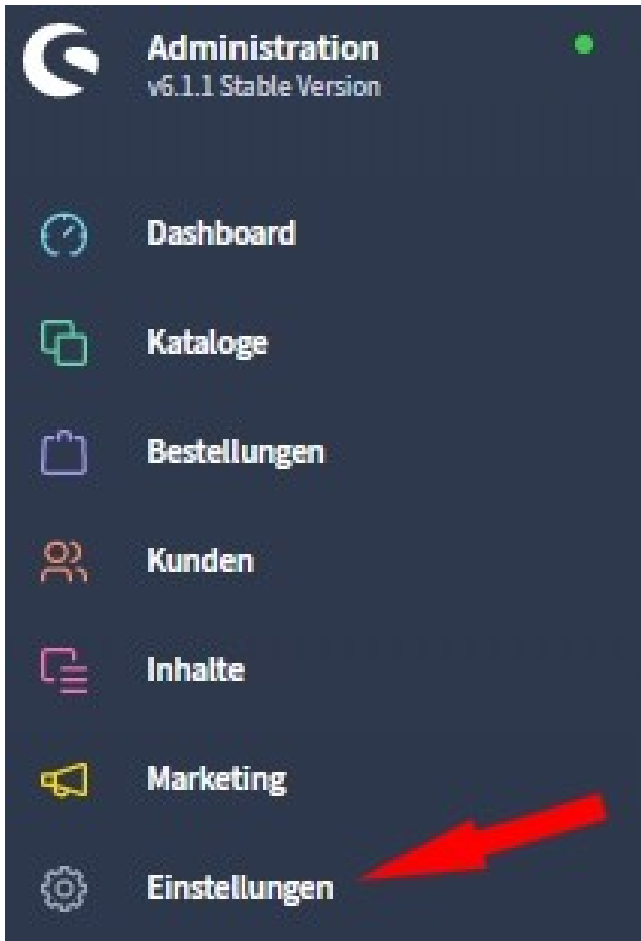 Administration
v6.1.1 Stable Version
Dashboard
Kataloge
Bestellungen
Kunden
Inhalte
Marketing
Einstellungen